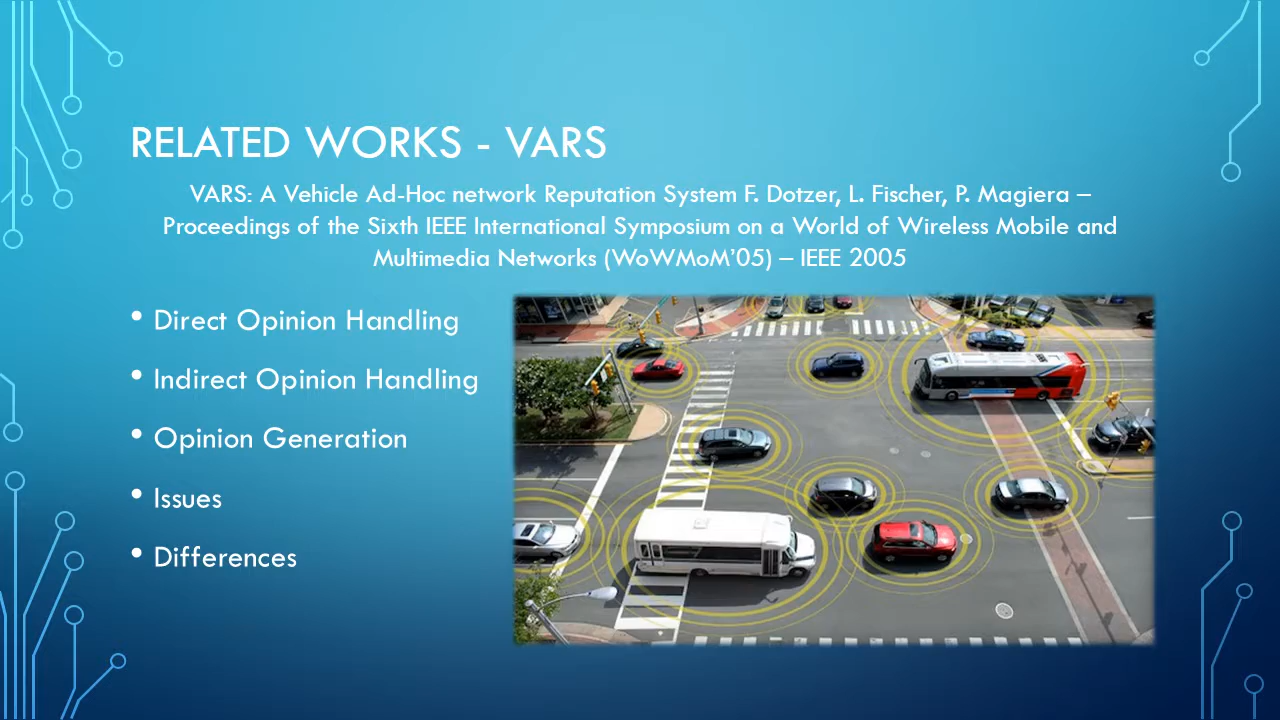 RELATED WORKS - VARS
VARS: A Vehicle Ad-Hoc network Reputation System F. Dotzer, L. Fischer, P. Magiera –
Proceedings of the Sixth IEEE International Symposium on a World of Wireless Mobile and
Multimedia Networks (WoWMoM’05) – IEEE 2005
• Direct Opinion Handling
• Indirect Opinion Handling
• Opinion Generation
• Issues
• Differences